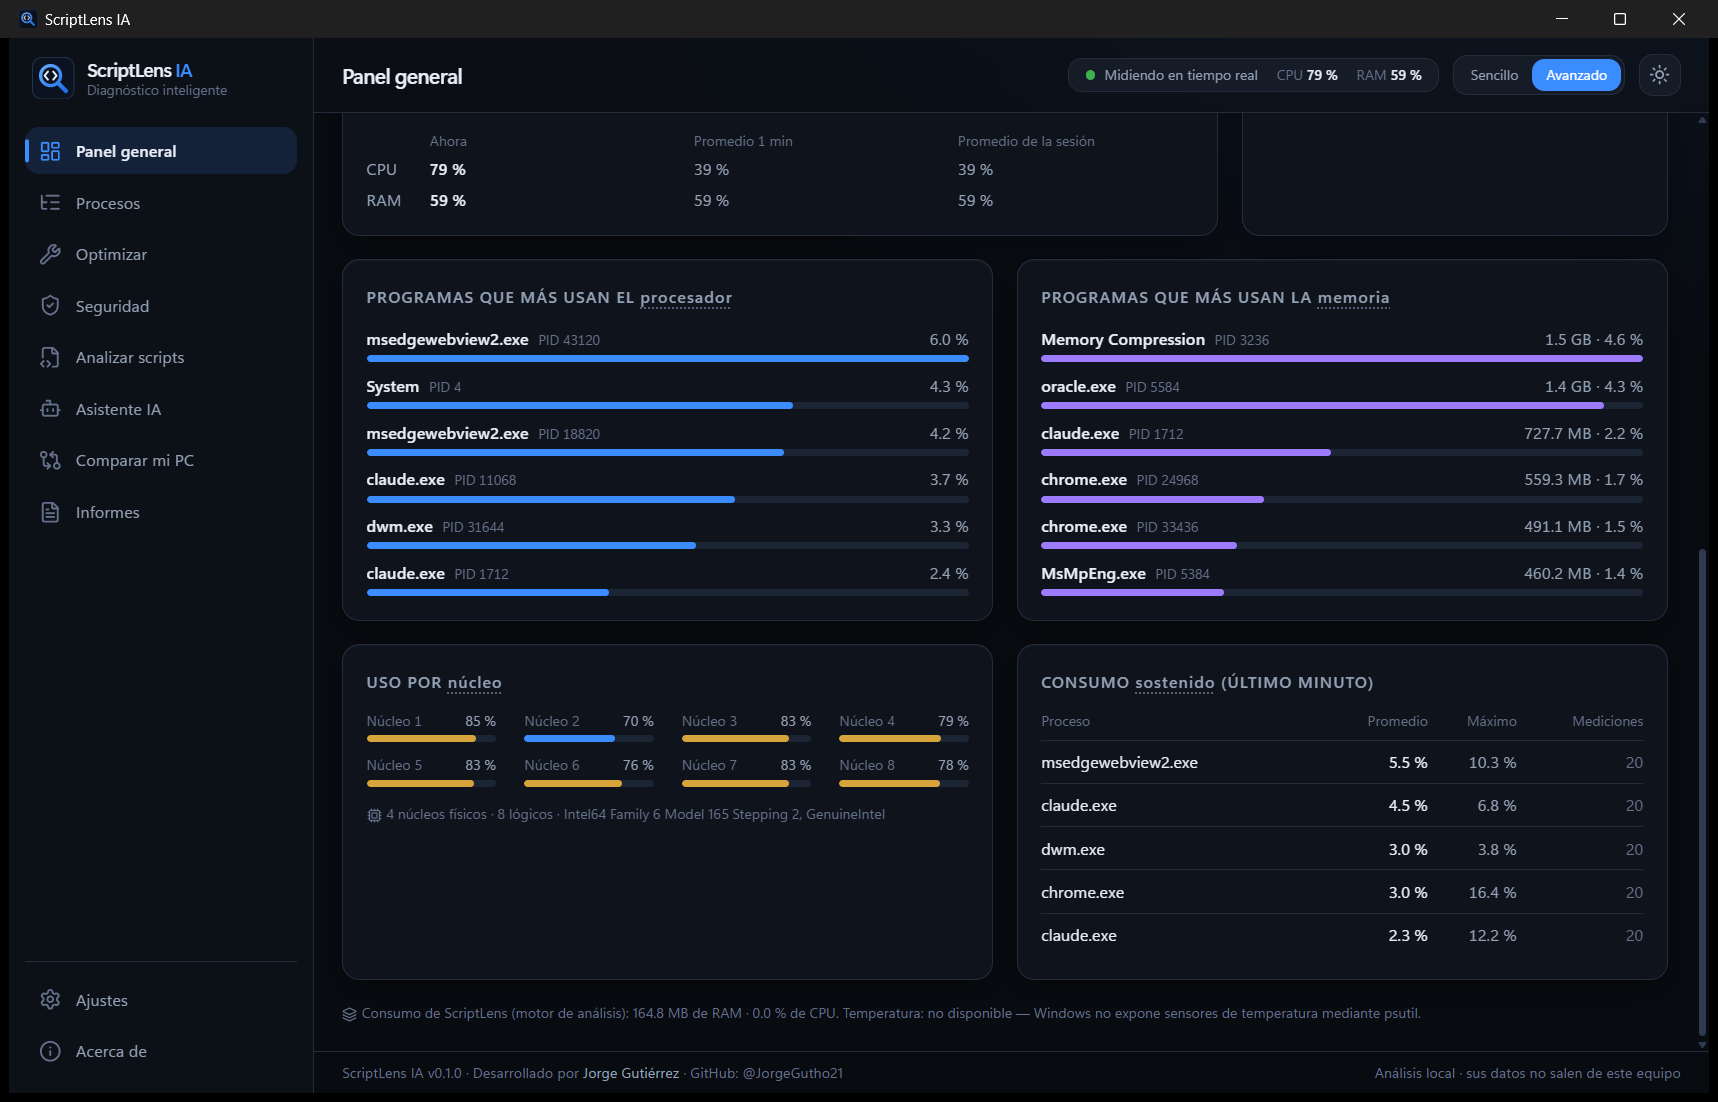 ScriptLens IA
ScriptLens IA
Diagnóstico inteligente
Panel general
Procesos
Optimizar
Seguridad
Analizar scripts
Asistente IA
Comparar mi PC
Informes
Ajustes
Acerca de
Panel general
Midiendo en tiempo real CPU 79 % RAM 59 %
Sencillo Avanzado
Ahora Promedio 1 min Promedio de la sesión
CPU 79 % 39 % 39 %
RAM 59 % 59 % 59 %
PROGRAMAS QUE MÁS USAN EL procesador
msedgewebview2.exe PID 43120 6.0 %
System PID 4 4.3 %
msedgewebview2.exe PID 18820 4.2 %
claude.exe PID 11068 3.7 %
dwm.exe PID 31644 3.3 %
claude.exe PID 1712 2.4 %
PROGRAMAS QUE MÁS USAN LA memoria
Memory Compression PID 3236 1.5 GB · 4.6 %
oracle.exe PID 5584 1.4 GB · 4.3 %
claude.exe PID 1712 727.7 MB · 2.2 %
chrome.exe PID 24968 559.3 MB · 1.7 %
chrome.exe PID 33436 491.1 MB · 1.5 %
MsMpEng.exe PID 5384 460.2 MB · 1.4 %
USO POR núcleo
Núcleo 1 85 % Núcleo 2 70 % Núcleo 3 83 % Núcleo 4 79 %
Núcleo 5 83 % Núcleo 6 76 % Núcleo 7 83 % Núcleo 8 78 %
4 núcleos físicos · 8 lógicos · Intel64 Family 6 Model 165 Stepping 2, GenuineIntel
CONSUMO sostenido (ÚLTIMO MINUTO)
Proceso Promedio Máximo Mediciones
msedgewebview2.exe 5.5 % 10.3 % 20
claude.exe 4.5 % 6.8 % 20
dwm.exe 3.0 % 3.8 % 20
chrome.exe 3.0 % 16.4 % 20
claude.exe 2.3 % 12.2 % 20
Consumo de ScriptLens (motor de análisis): 164.8 MB de RAM · 0.0 % de CPU. Temperatura: no disponible — Windows no expone sensores de temperatura mediante psutil.
ScriptLens IA v0.1.0 · Desarrollado por Jorge Gutiérrez · GitHub: @JorgeGutho21
Análisis local · sus datos no salen de este equipo